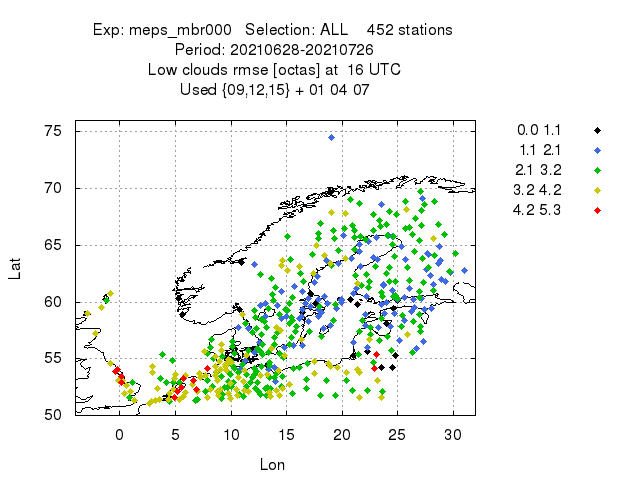 Exp: meps_mbr000 Selection: ALL 452 stations
Period: 20210628-20210726
Low clouds rmse [octas] at 16 UTC
Used {09,12,15} + 01 04 07
75
70
65
60
55
50
Lat
0 5 10 15 20 25 30
Lon
0.0 1.1
1.1 2.1
2.1 3.2
3.2 4.2
4.2 5.3